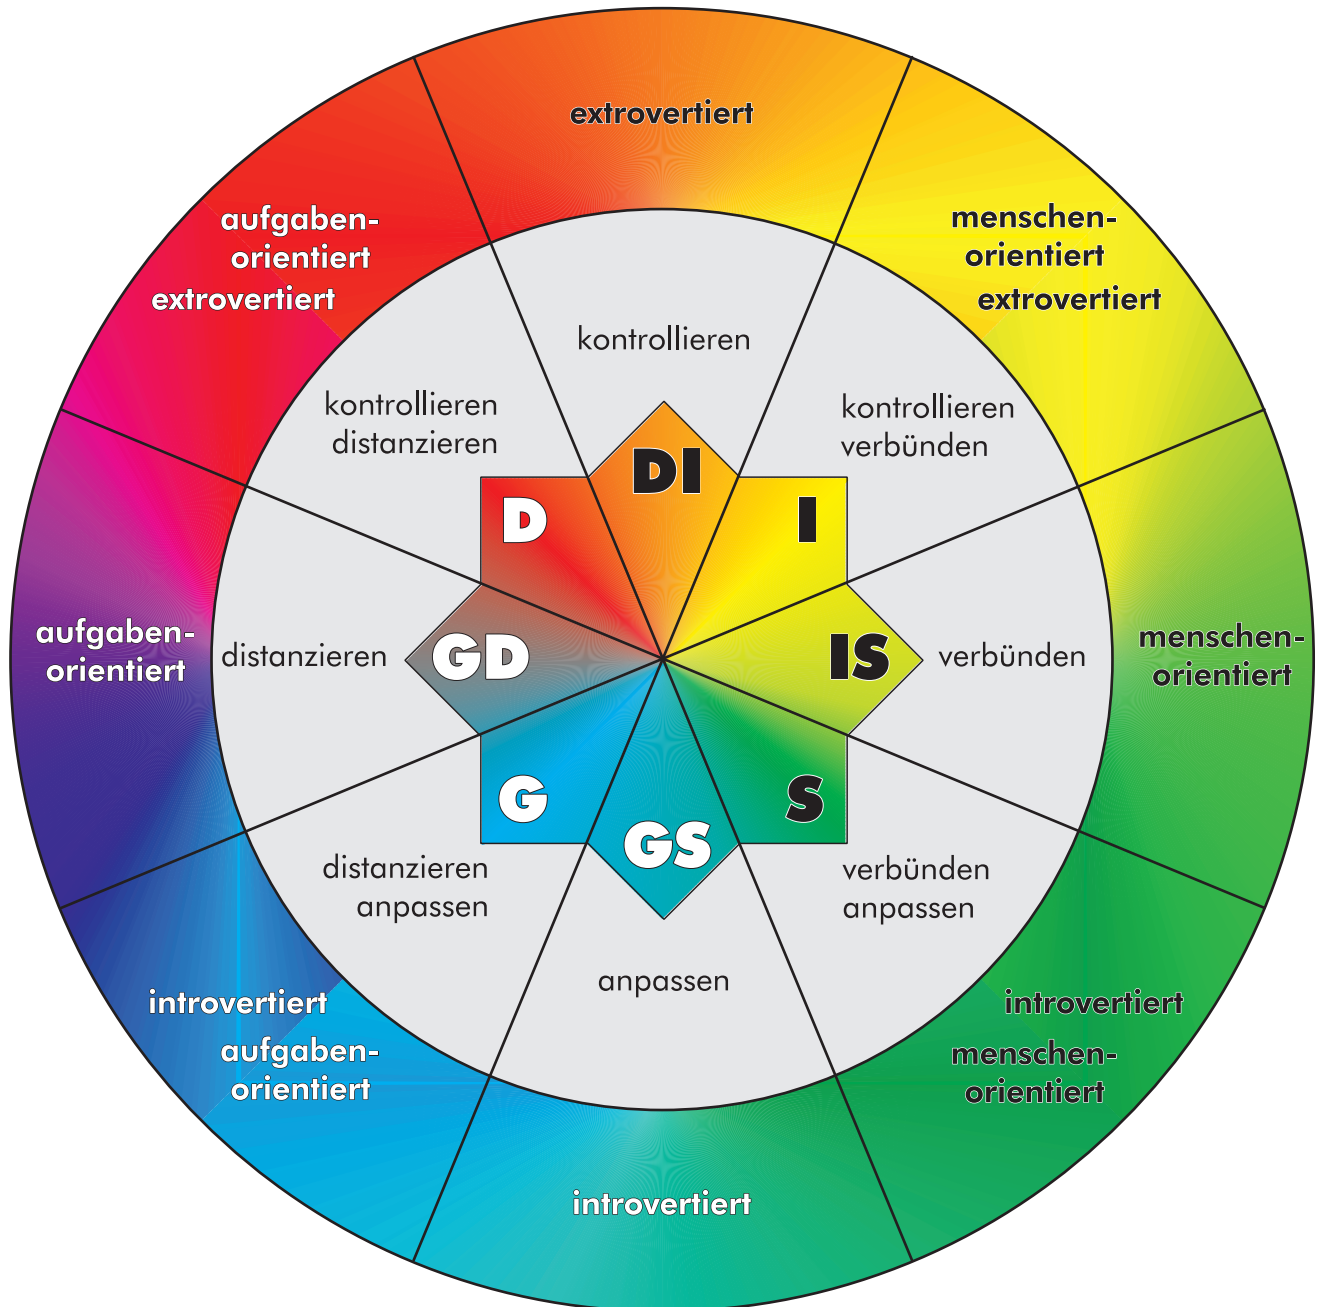 extrovertiert
aufgaben-
orientiert
extrovertiert
menschen-
orientiert
extrovertiert
kontrollieren
kontrollieren
distanzieren
kontrollieren
verbünden
DI
D
I
aufgaben-
orientiert
distanzieren
GD
IS
verbünden
menschen-
orientiert
G
S
GS
distanzieren
anpassen
verbünden
anpassen
anpassen
introvertiert
aufgaben-
orientiert
introvertiert
menschen-
orientiert
introvertiert